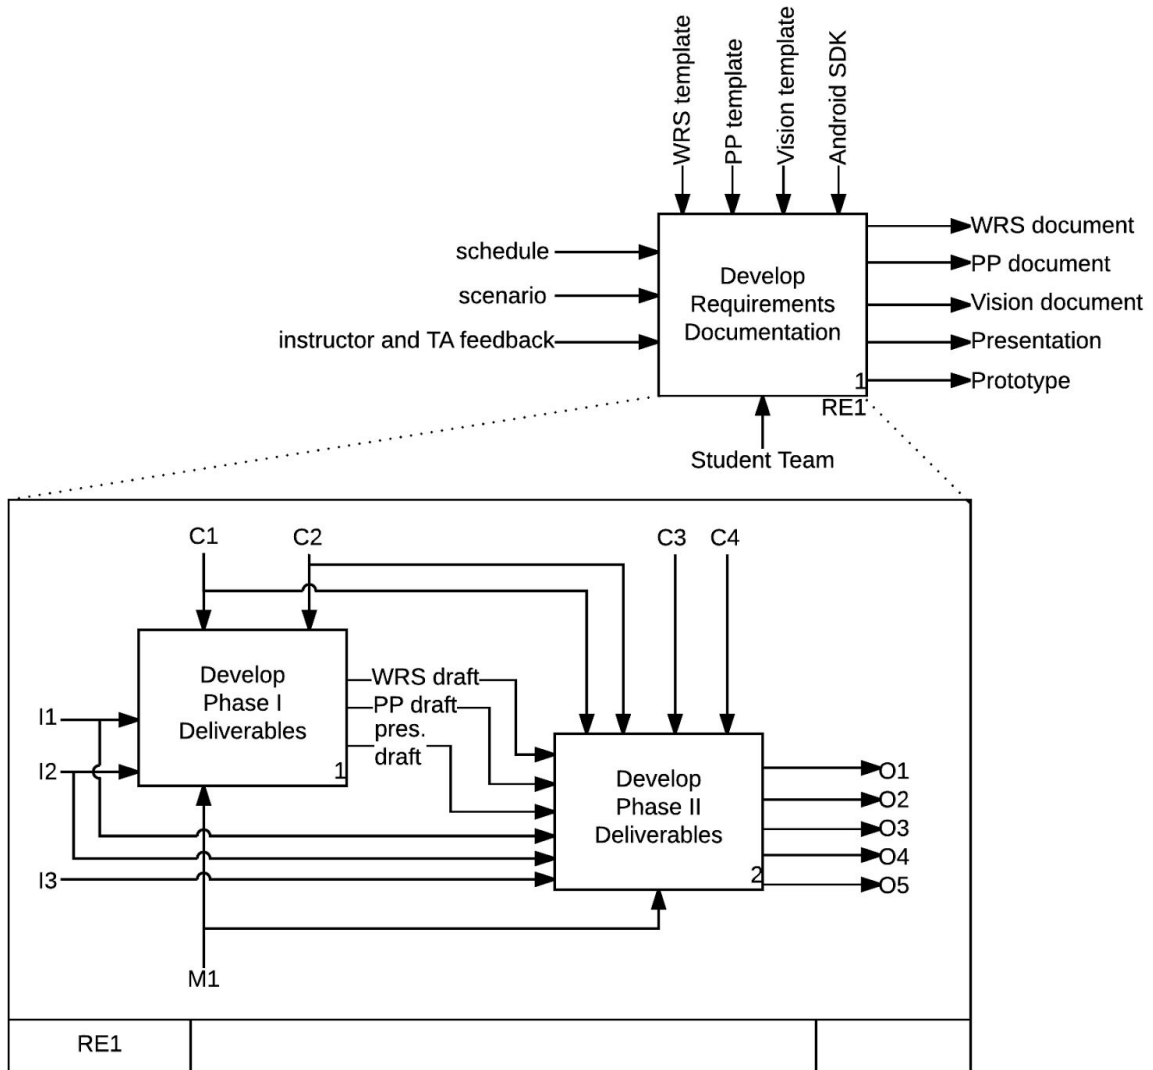 WRS template
PP template
Vision template
Android SDK
schedule
scenario
instructor and TA feedback
Develop
Requirements
Documentation
1
RE1
WRS document
PP document
Vision document
Presentation
Prototype
Student Team
C1
C2
C3
C4
I1
I2
I3
Develop
Phase I
Deliverables
1
WRS draft
PP draft
pres.
draft
Develop
Phase II
Deliverables
2
O1
O2
O3
O4
O5
M1
RE1